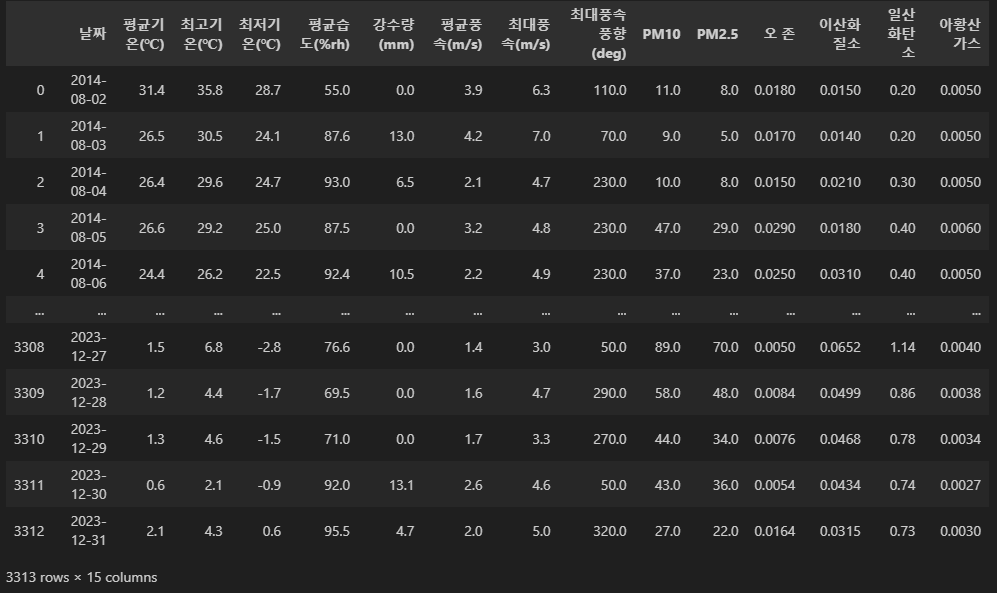 날짜 평균기온(℃) 최고기온(℃) 최저기온(℃) 평균습도(%rh) 강수량(mm) 평균풍속(m/s) 최대풍속(m/s) 최대풍속풍향(deg) PM10 PM2.5 오 존 이산화질소 일산화탄소 아황산가스
0 2014-08-02 31.4 35.8 28.7 55.0 0.0 3.9 6.3 110.0 11.0 8.0 0.0180 0.0150 0.20 0.0050
1 2014-08-03 26.5 30.5 24.1 87.6 13.0 4.2 7.0 70.0 9.0 5.0 0.0170 0.0140 0.20 0.0050
2 2014-08-04 26.4 29.6 24.7 93.0 6.5 2.1 4.7 230.0 10.0 8.0 0.0150 0.0210 0.30 0.0050
3 2014-08-05 26.6 29.2 25.0 87.5 0.0 3.2 4.8 230.0 47.0 29.0 0.0290 0.0180 0.40 0.0060
4 2014-08-06 24.4 26.2 22.5 92.4 10.5 2.2 4.9 230.0 37.0 23.0 0.0250 0.0310 0.40 0.0050
... ... ... ... ... ... ... ... ... ... ... ... ... ... ... ...
3308 2023-12-27 1.5 6.8 -2.8 76.6 0.0 1.4 3.0 50.0 89.0 70.0 0.0050 0.0652 1.14 0.0040
3309 2023-12-28 1.2 4.4 -1.7 69.5 0.0 1.6 4.7 290.0 58.0 48.0 0.0084 0.0499 0.86 0.0038
3310 2023-12-29 1.3 4.6 -1.5 71.0 0.0 1.7 3.3 270.0 44.0 34.0 0.0076 0.0468 0.78 0.0034
3311 2023-12-30 0.6 2.1 -0.9 92.0 13.1 2.6 4.6 50.0 43.0 36.0 0.0054 0.0434 0.74 0.0027
3312 2023-12-31 2.1 4.3 0.6 95.5 4.7 2.0 5.0 320.0 27.0 22.0 0.0164 0.0315 0.73 0.0030
3313 rows × 15 columns